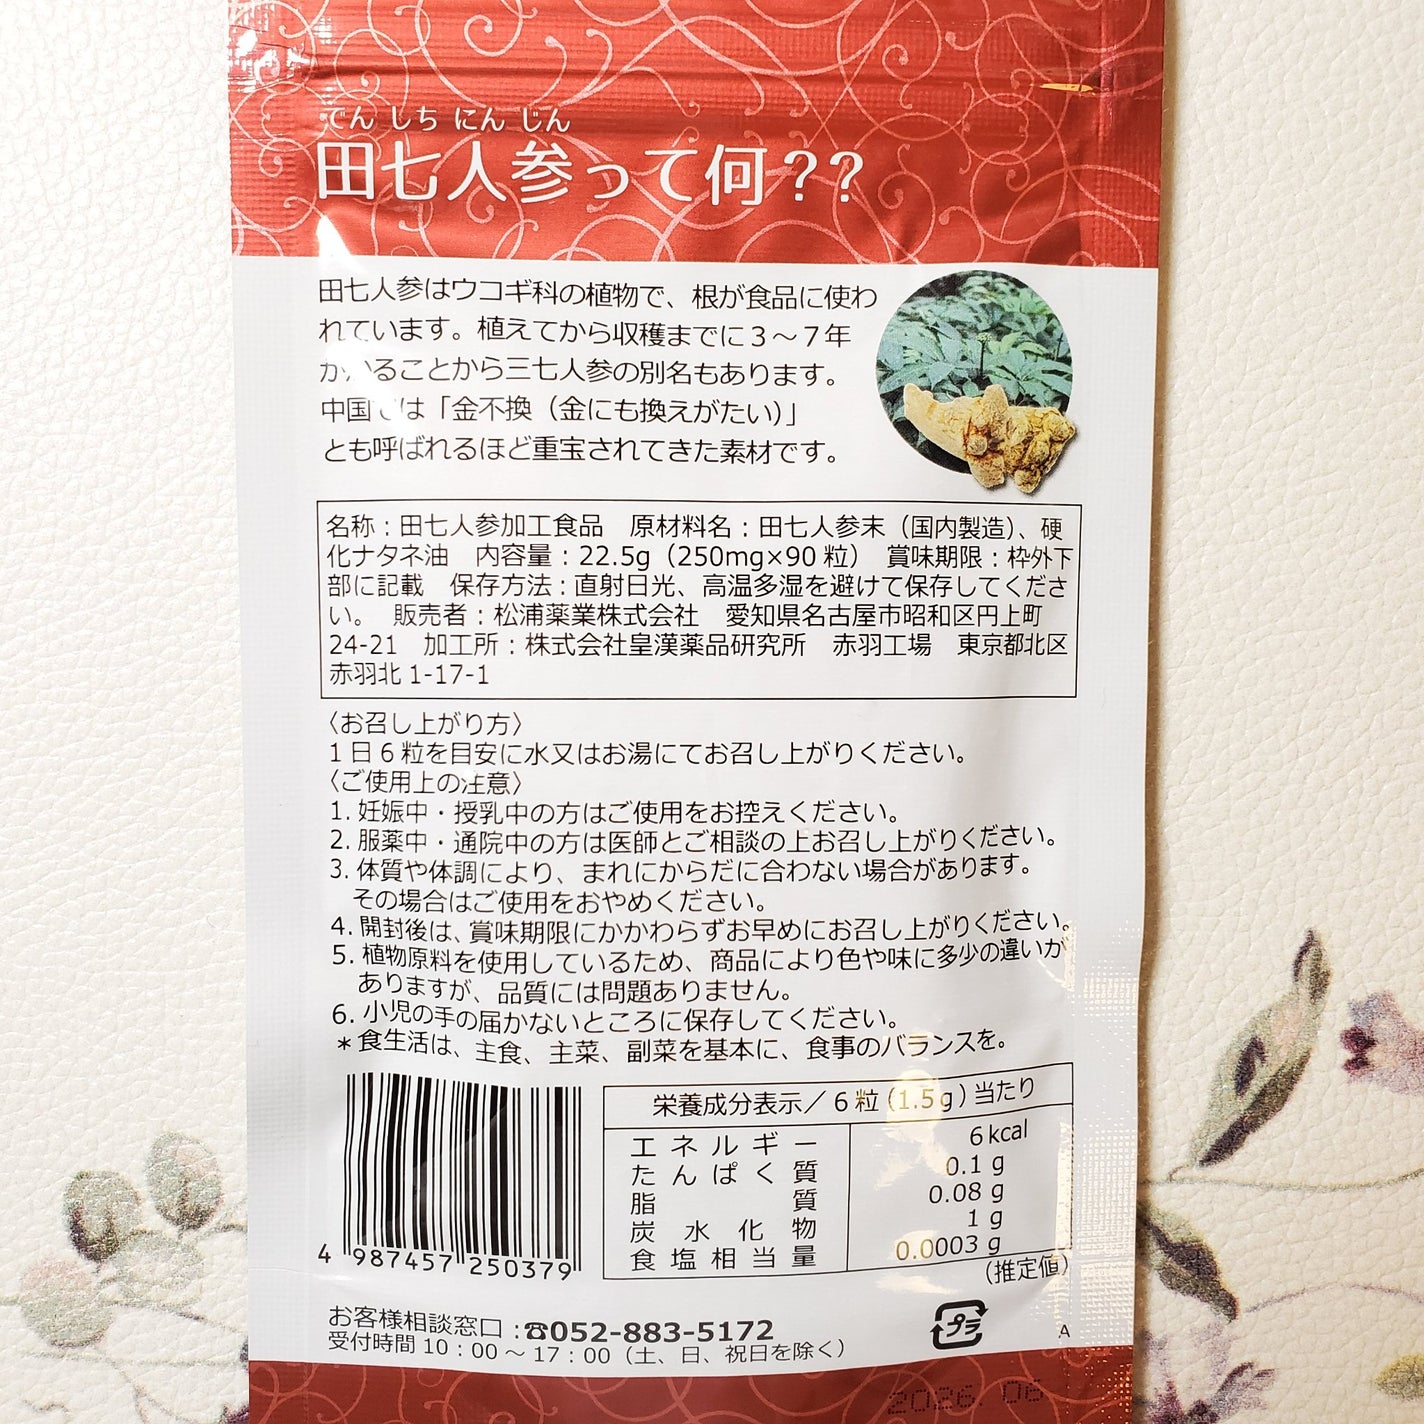 でん しち にん じん
田七人参って何??
田七人参はウコギ科の植物で、根が食品に使わ
れています。植えてから収穫までに3～7年
かかることから三七人参の別名もあります。
中国では「金不換（金にも換えがたい）」
とも呼ばれるほど重宝されてきた素材です。
名称：田七人参加工食品　原材料名：田七人参末（国内製造）、硬
化ナタネ油　内容量：22.5g（250mg×90粒）　賞味期限：枠外下
部に記載　保存方法：直射日光、高温多湿を避けて保存してくださ
い。　販売者：松浦薬業株式会社　愛知県名古屋市昭和区円上町
24-21　加工所：株式会社皇漢薬品研究所　赤羽工場　東京都北区
赤羽北 1-17-1
〈お召し上がり方〉
1日6粒を目安に水又はお湯にてお召し上がりください。
〈ご使用上の注意〉
1. 妊娠中・授乳中の方はご使用をお控えください。
2. 服薬中・通院中の方は医師とご相談の上お召し上がりください。
3. 体質や体調により、まれにからだに合わない場合があります。
その場合はご使用をおやめください。
4. 開封後は、賞味期限にかかわらずお早めにお召し上がりください。
5. 植物原料を使用しているため、商品により色や味に多少の違いが
ありますが、品質には問題ありません。
6. 小児の手の届かないところに保存してください。
＊食生活は、主食、主菜、副菜を基本に、食事のバランスを。
栄養成分表示／6粒(1.5g)当たり
エネルギー 6kcal
たんぱく質 0.1 g
脂質 0.08 g
炭水化物 1 g
食塩相当量 0.0003 g
(推定値)
4 987457 250379
お客様相談窓口：☎052-883-5172
受付時間 10：00～17：00（土、日、祝日を除く）
プラ
A
2026. 06